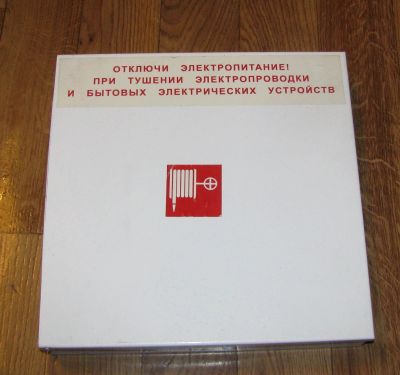 ОТКЛЮЧИ ЭЛЕКТРОПИТАНИЕ!
ПРИ ТУШЕНИИ ЭЛЕКТРОПРОВОДКИ
И БЫТОВЫХ ЭЛЕКТРИЧЕСКИХ УСТРОЙСТВ